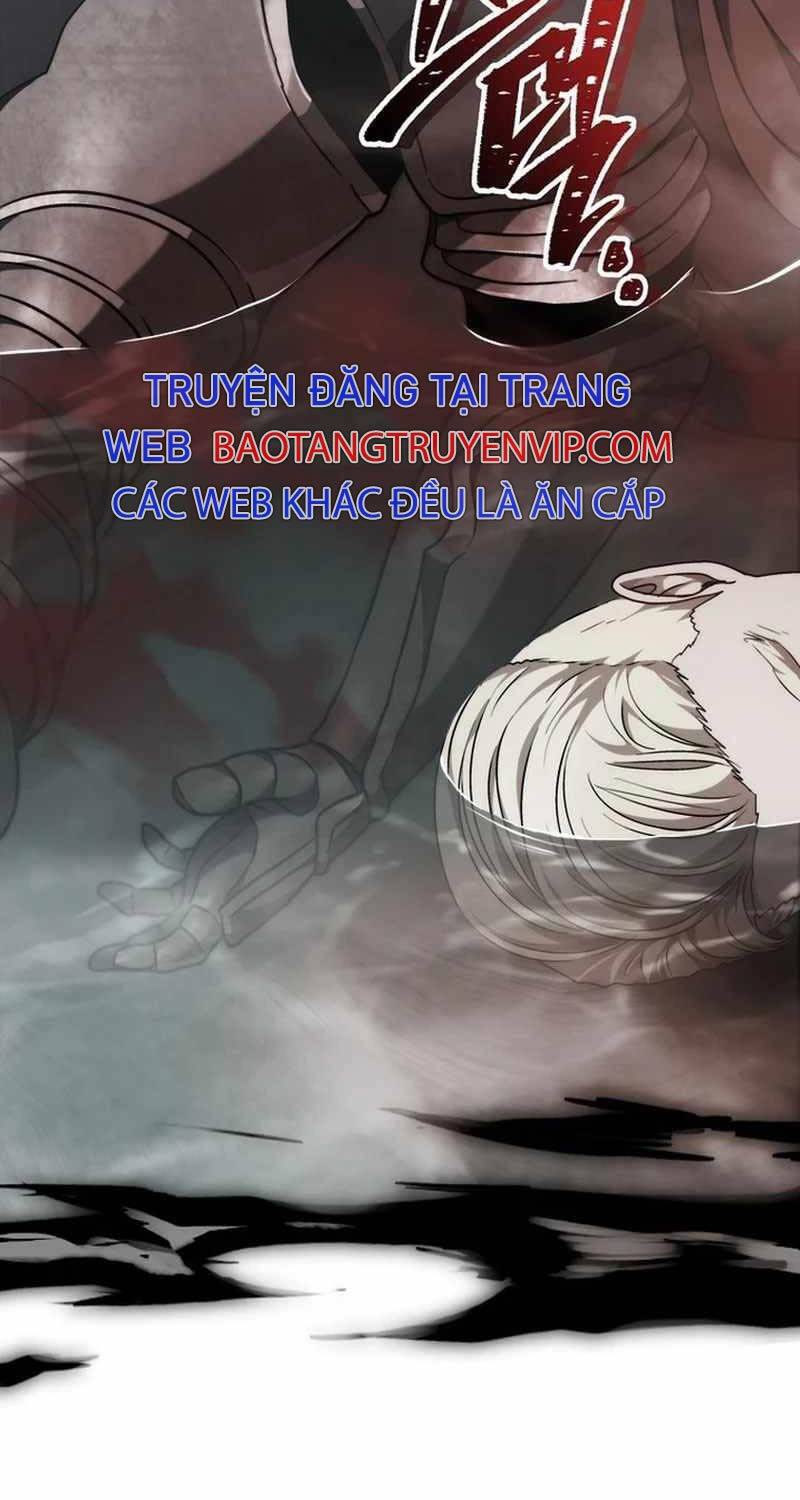 TRUYỆN ĐĂNG TẠI TRANG
WEB BAOTANGTRUYENVIP.COM
CÁC WEB KHÁC ĐỀU LÀ ĂN CẮP